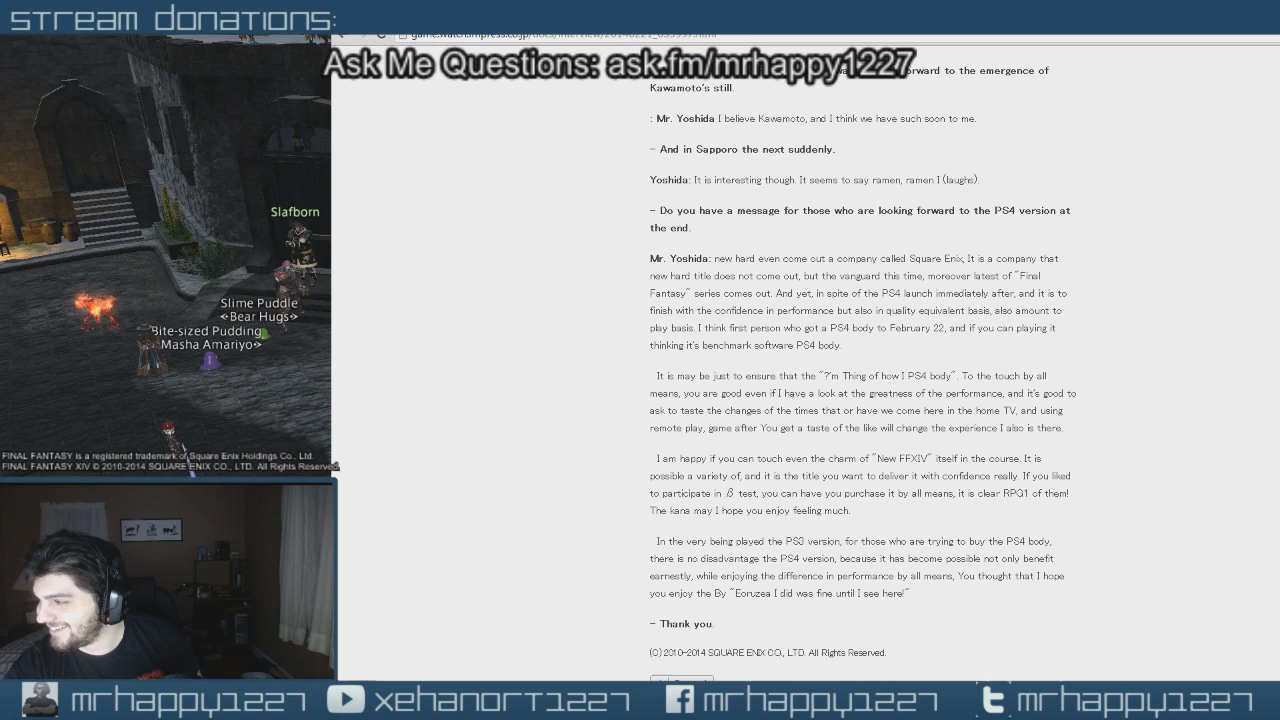 stream donations:
Ask Me Questions: ask.fm/mrhappy1227
forward to the emergence of
Kawamoto's still.
: Mr. Yoshida I believe Kawamoto, and I think we have such soon to me.
- And in Sapporo the next suddenly.
Yoshida: It is interesting though. It seems to say ramen, ramen I (laughs).
- Do you have a message for those who are looking forward to the PS4 version at
the end.
Mr. Yoshida: new hard even come out a company called Square Enix, It is a company that
new hard title does not come out, but the vanguard this time, moreover latest of "Final
Fantasy" series comes out. And yet, in spite of the PS4 launch immediately after, and it is to
finish with the confidence in performance but also in quality equivalent basis, also amount to
play basis. I think first person who got a PS4 body to February 22, and if you can playing it
thinking it's benchmark software PS4 body.
It is may be just to ensure that the "?'m Thing of how I PS4 body". To the touch by all
means, you are good even if I have a look at the greatness of the performance, and it's good to
ask to taste the changes of the times that or have we come here in the home TV, and using
remote play, game after You get a taste of the like will change the experience I also is there.
I am happy if you can touch even the charm of "New FFXIV" itself in the course. It is
possible a variety of, and it is the title you want to deliver it with confidence really. If you liked
to participate in β test, you can have you purchase it by all means, it is clear RPG1 of them!
The kana may I hope you enjoy feeling much.
In the very being played the PS3 version, for those who are trying to buy the PS4 body,
there is no disadvantage the PS4 version, because it has become possible not only benefit
earnestly, while enjoying the difference in performance by all means, You thought that I hope
you enjoy the By "Eoruzea I did was fine until I see here!"
- Thank you.
(C) 2010-2014 SQUARE ENIX CO., LTD. All Rights Reserved.
Slafborn
Slime Puddle
<Bear Hugs>
Bite-sized Pudding
Masha Amariyo
FINAL FANTASY is a registered trademark of Square Enix Holdings Co., Ltd.
FINAL FANTASY XIV © 2010-2014 SQUARE ENIX CO., LTD. All Rights Reserved.
mrhappy1227 xehanort1227 mrhappy1227 mrhappy1227